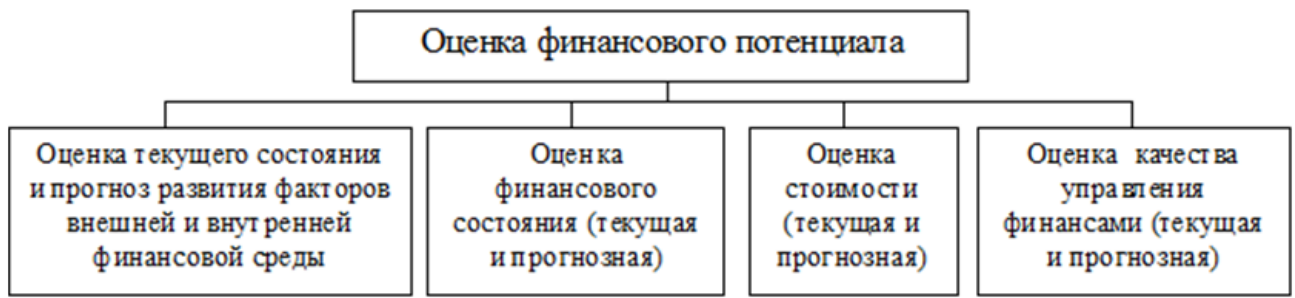 Оценка финансового потенциала
Оценка текущего состояния
и прогноз развития факторов
внешней и внутренней
финансовой среды
Оценка
финансового
состояния (текущая
и прогнозная)
Оценка
стоимости
(текущая и
прогнозная)
Оценка качества
управления
финансами (текущая
и прогнозная)